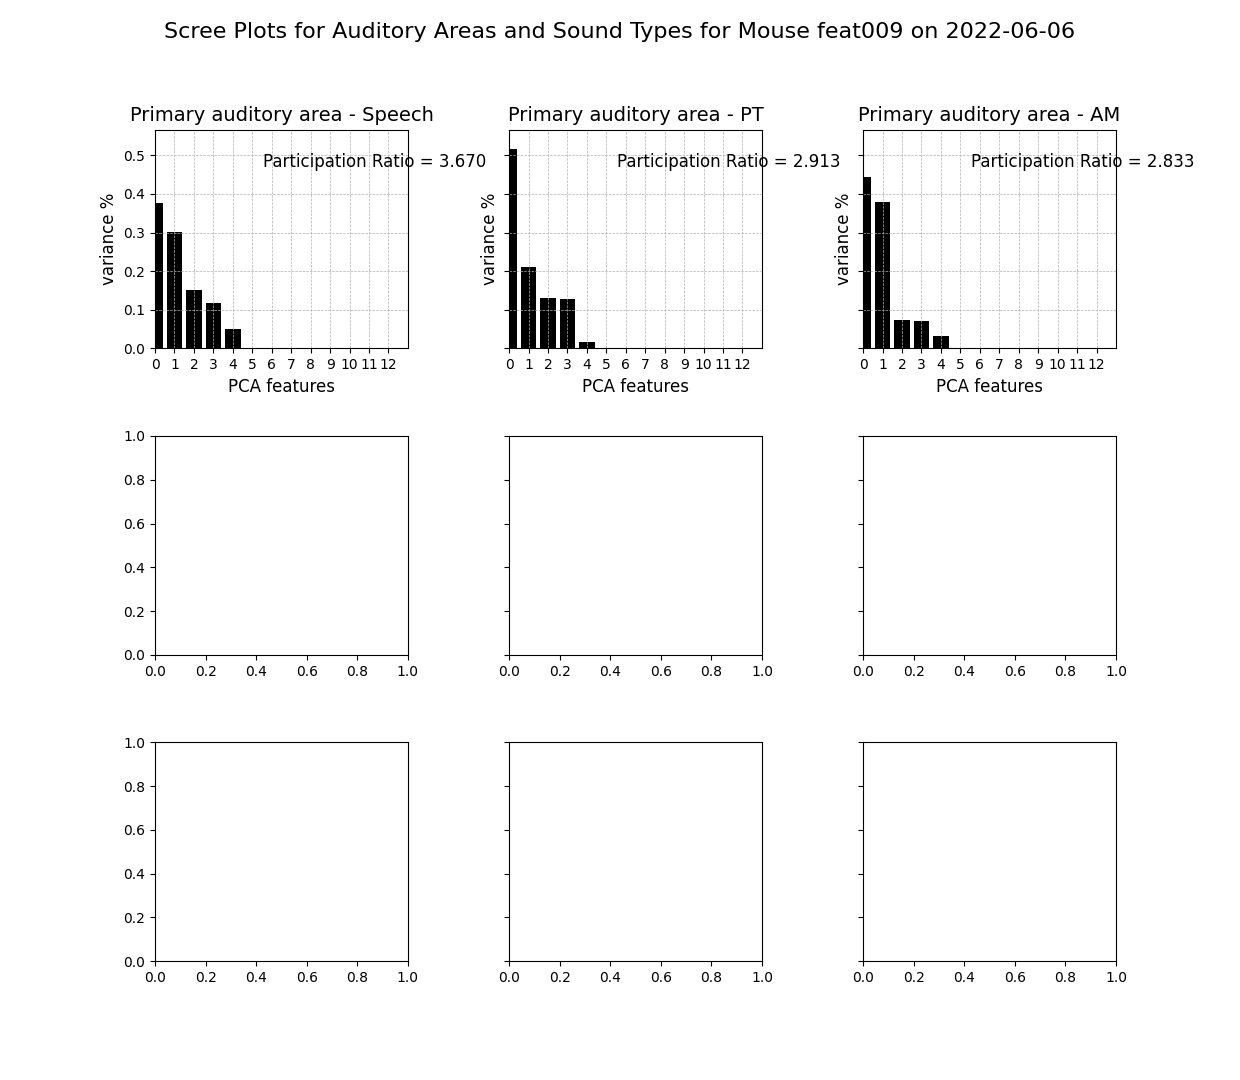 Scree Plots for Auditory Areas and Sound Types for Mouse feat009 on 2022-06-06
Primary auditory area - Speech
Primary auditory area - PT
Primary auditory area - AM
0.5
0.4
0.3
0.2
0.1
0.0
variance %
Participation Ratio = 3.670
0 1 2 3 4 5 6 7 8 9 10 11 12
PCA features
variance %
Participation Ratio = 2.913
0 1 2 3 4 5 6 7 8 9 10 11 12
PCA features
variance %
Participation Ratio = 2.833
0 1 2 3 4 5 6 7 8 9 10 11 12
PCA features
1.0
0.8
0.6
0.4
0.2
0.0
0.0 0.2 0.4 0.6 0.8 1.0
0.0 0.2 0.4 0.6 0.8 1.0
0.0 0.2 0.4 0.6 0.8 1.0
1.0
0.8
0.6
0.4
0.2
0.0
0.0 0.2 0.4 0.6 0.8 1.0
0.0 0.2 0.4 0.6 0.8 1.0
0.0 0.2 0.4 0.6 0.8 1.0